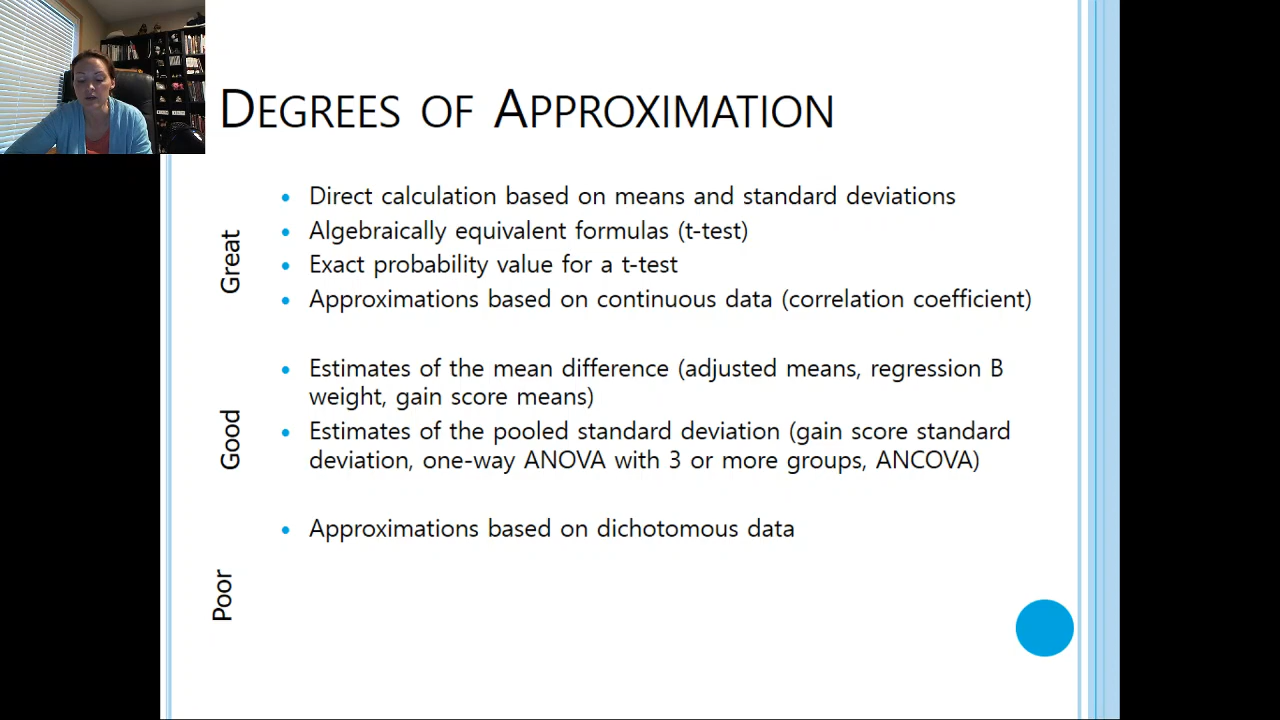 DEGREES OF APPROXIMATION
Great
• Direct calculation based on means and standard deviations
• Algebraically equivalent formulas (t-test)
• Exact probability value for a t-test
• Approximations based on continuous data (correlation coefficient)
Good
• Estimates of the mean difference (adjusted means, regression B
weight, gain score means)
• Estimates of the pooled standard deviation (gain score standard
deviation, one-way ANOVA with 3 or more groups, ANCOVA)
Poor
• Approximations based on dichotomous data